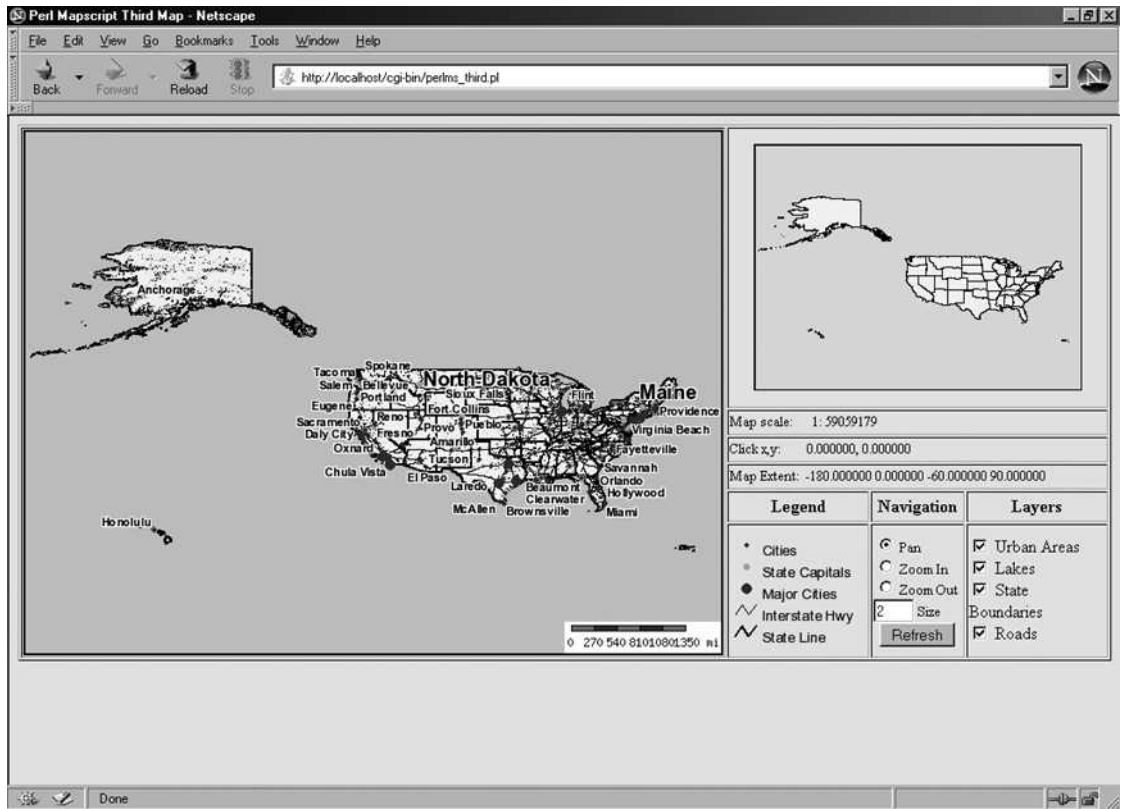 Perl Mapscript Third Map - Netscape
File Edit View Go Bookmarks Tools Window Help
Back Forward Reload Stop
http://localhost/cgi-bin/perlms_third.pl
N
Anchorage
Spokane
Tacoma
North Dakota
Salem Bellevue
Sioux Falls
Flint
Maine
Portland
Eugene
Fort Collins
Providence
Reno
Sacramento
Provo Pueblo
Virginia Beach
Daly City
Fresno
Amarillo
Oxnard
Fayetteville
Tucson
Chula Vista
El Paso
Savannah
Laredo
Beaumont
Orlando
Clearwater
Hollywood
McAllen
Brownsville
Miami
Honolulu
0 270 540 81010801350 mi
Map scale: 1: 59059179
Click x,y: 0.000000, 0.000000
Map Extent: -180.000000 0.000000 -60.000000 90.000000
Legend
Cities
State Capitals
Major Cities
Interstate Hwy
State Line
Navigation
Pan
Zoom In
Zoom Out
2 Size
Refresh
Layers
Urban Areas
Lakes
State
Boundaries
Roads
Done